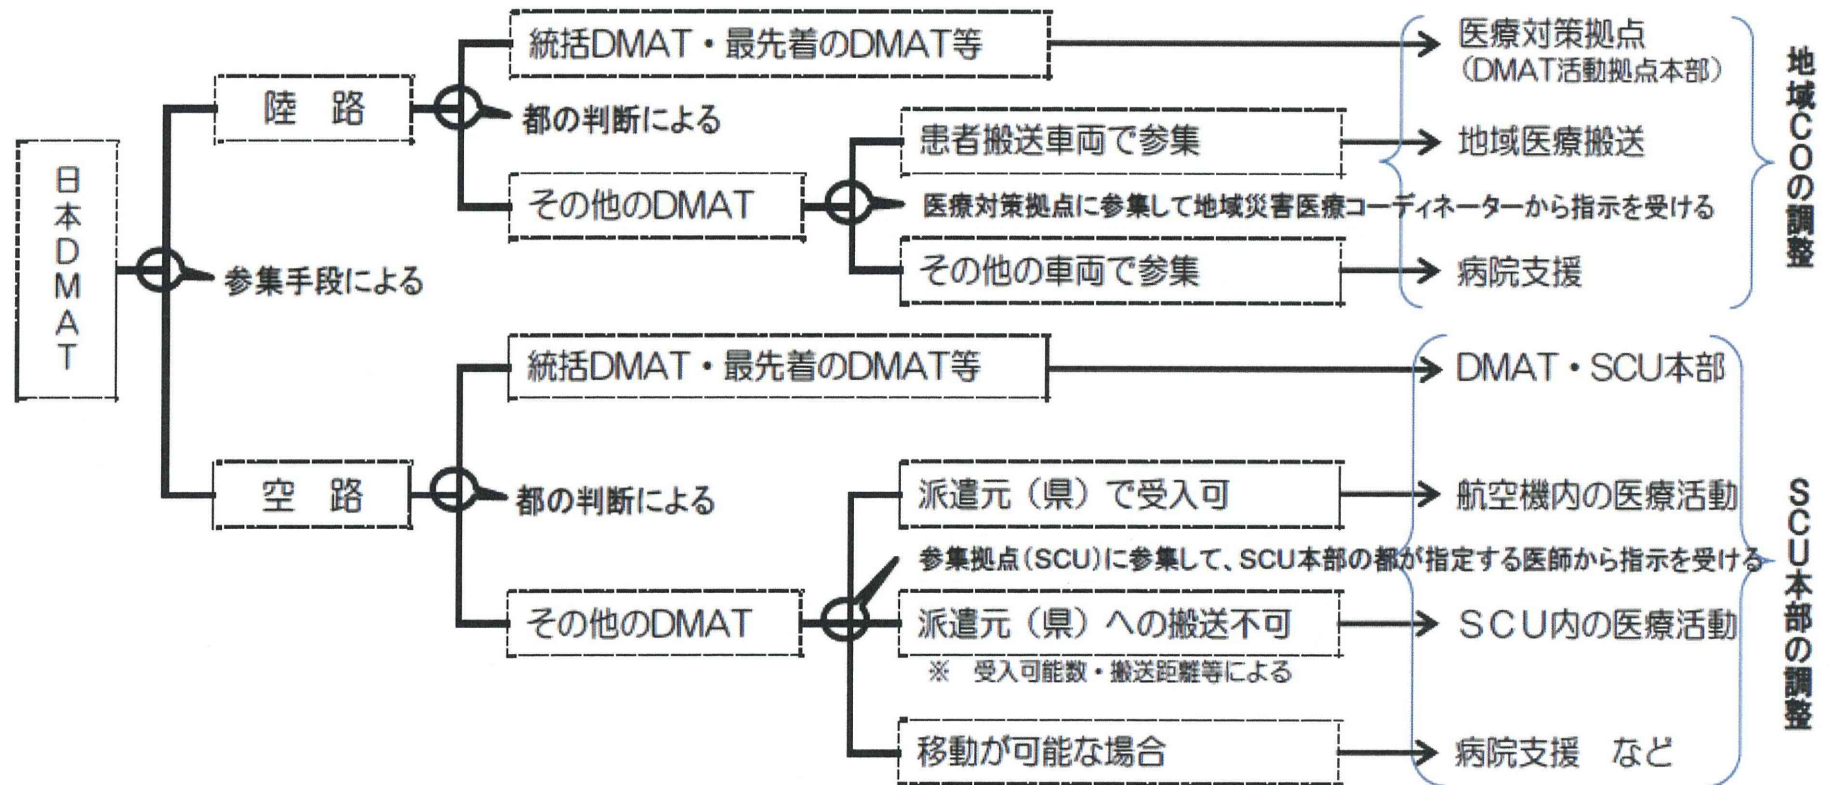 日本DMAT
参集手段による
陸　路
都の判断による
統括DMAT・最先着のDMAT等
医療対策拠点
（DMAT活動拠点本部）
その他のDMAT
患者搬送車両で参集
地域医療搬送
医療対策拠点に参集して地域災害医療コーディネーターから指示を受ける
その他の車両で参集
病院支援
地域COの調整
空　路
都の判断による
統括DMAT・最先着のDMAT等
DMAT・SCU本部
その他のDMAT
派遣元（県）で受入可
航空機内の医療活動
参集拠点（SCU）に参集して、SCU本部の都が指定する医師から指示を受ける
派遣元（県）への搬送不可
ＳＣＵ内の医療活動
※　受入可能数・搬送距離等による
移動が可能な場合
病院支援　など
SCU本部の調整